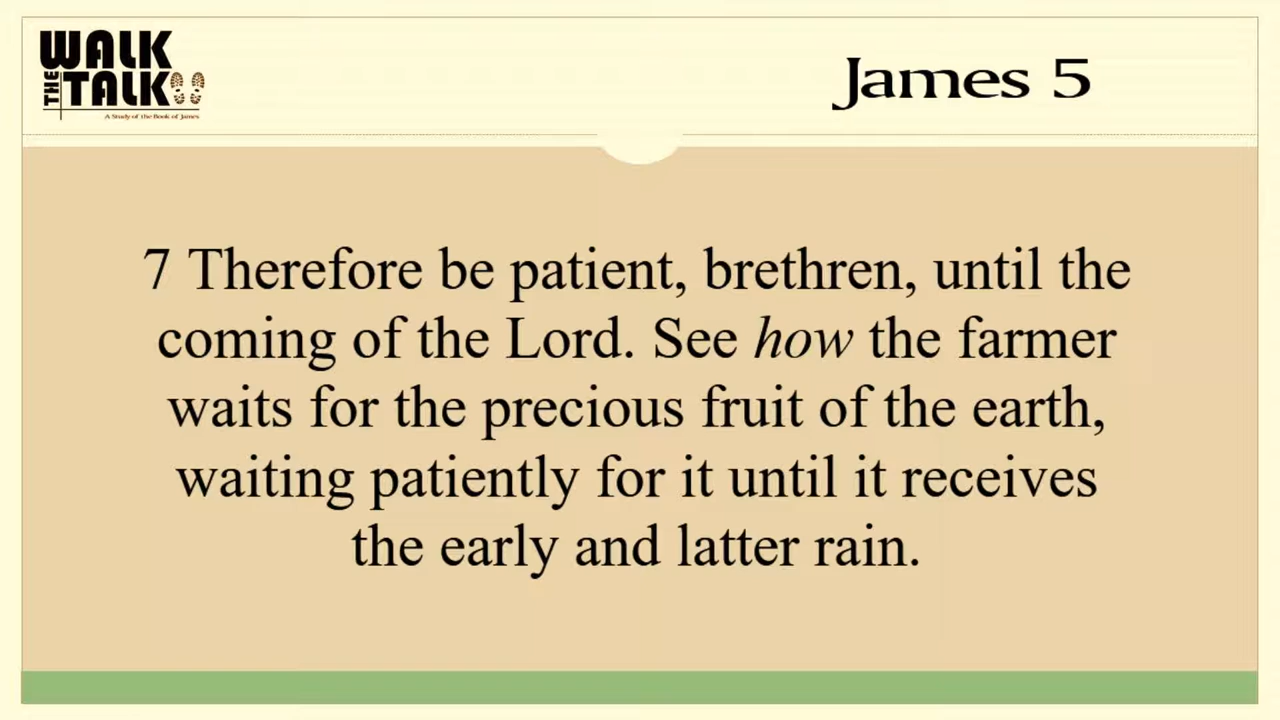 WALK
THE TALK
A Study of the Book of James
James 5
7 Therefore be patient, brethren, until the
coming of the Lord. See how the farmer
waits for the precious fruit of the earth,
waiting patiently for it until it receives
the early and latter rain.